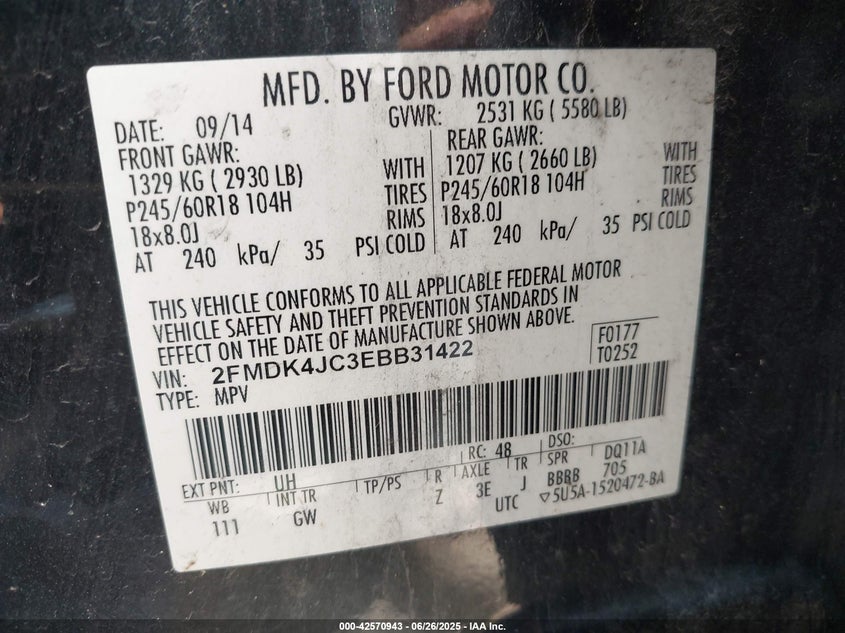 MFD. BY FORD MOTOR CO.
DATE: 09/14 GVWR: 2531 KG ( 5580 LB)
FRONT GAWR: REAR GAWR:
1329 KG ( 2930 LB) WITH 1207 KG ( 2660 LB) WITH
P245/60R18 104H TIRES P245/60R18 104H TIRES
18x8.0J RIMS 18x8.0J RIMS
AT 240 kPa/ 35 PSI COLD AT 240 kPa/ 35 PSI COLD
THIS VEHICLE CONFORMS TO ALL APPLICABLE FEDERAL MOTOR
VEHICLE SAFETY AND THEFT PREVENTION STANDARDS IN
EFFECT ON THE DATE OF MANUFACTURE SHOWN ABOVE.
F0177
T0252
VIN: 2FMDK4JC3EBB31422
TYPE: MPV
EXT PNT: UH RC: 48 DSO: DQ11A
WB INT TR TP/PS R AXLE TR SPR 705
111 GW Z 3E J BBBB
UTC ▽5U5A-1520472-BA
000-42570943 - 06/26/2025 - IAA Inc.